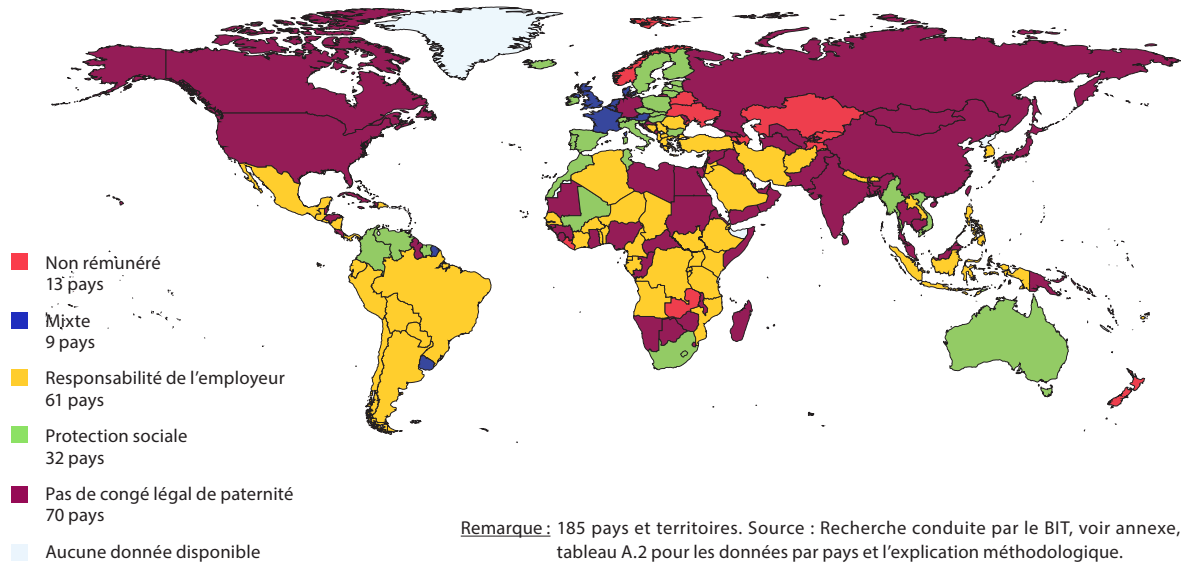 Non rémunéré
13 pays
Mixte
9 pays
Responsabilité de l’employeur
61 pays
Protection sociale
32 pays
Pas de congé légal de paternité
70 pays
Aucune donnée disponible
Remarque : 185 pays et territoires. Source : Recherche conduite par le BIT, voir annexe,
tableau A.2 pour les données par pays et l’explication méthodologique.